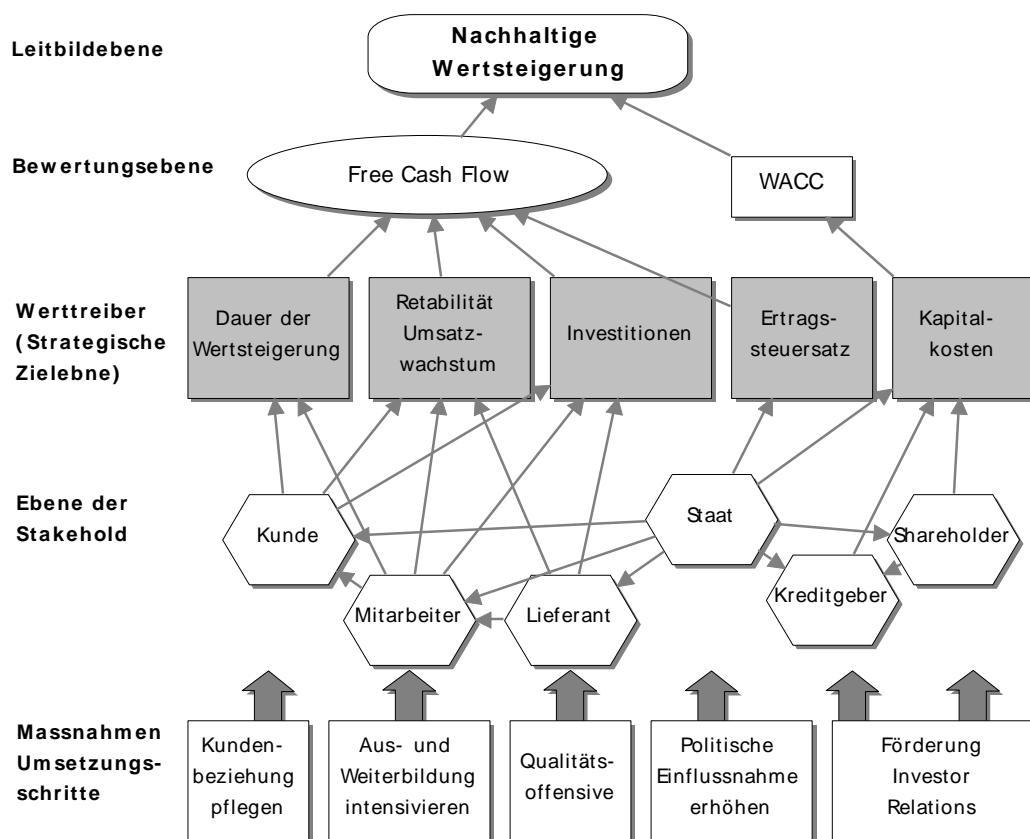 Leitbildebene
Nachhaltige
Wertsteigerung
Bewertungsebene
Free Cash Flow
WACC
Werttreiber
(Strategische
Zielebne)
Dauer der
Wertsteigerung
Retabilität
Umsatz-
wachstum
Investitionen
Ertrags-
steuersatz
Kapital-
kosten
Ebene der
Stakehold
Kunde
Staat
Shareholder
Mitarbeiter
Lieferant
Kreditgeber
Massnahmen
Umsetzungs-
schritte
Kunden-
beziehung
pflegen
Aus- und
Weiterbildung
intensivieren
Qualitäts-
offensive
Politische
Einflussnahme
erhöhen
Förderung
Investor
Relations